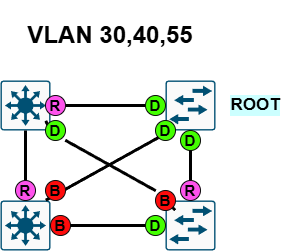 VLAN 30,40,55
R D ROOT
D D D
R B B R
B D